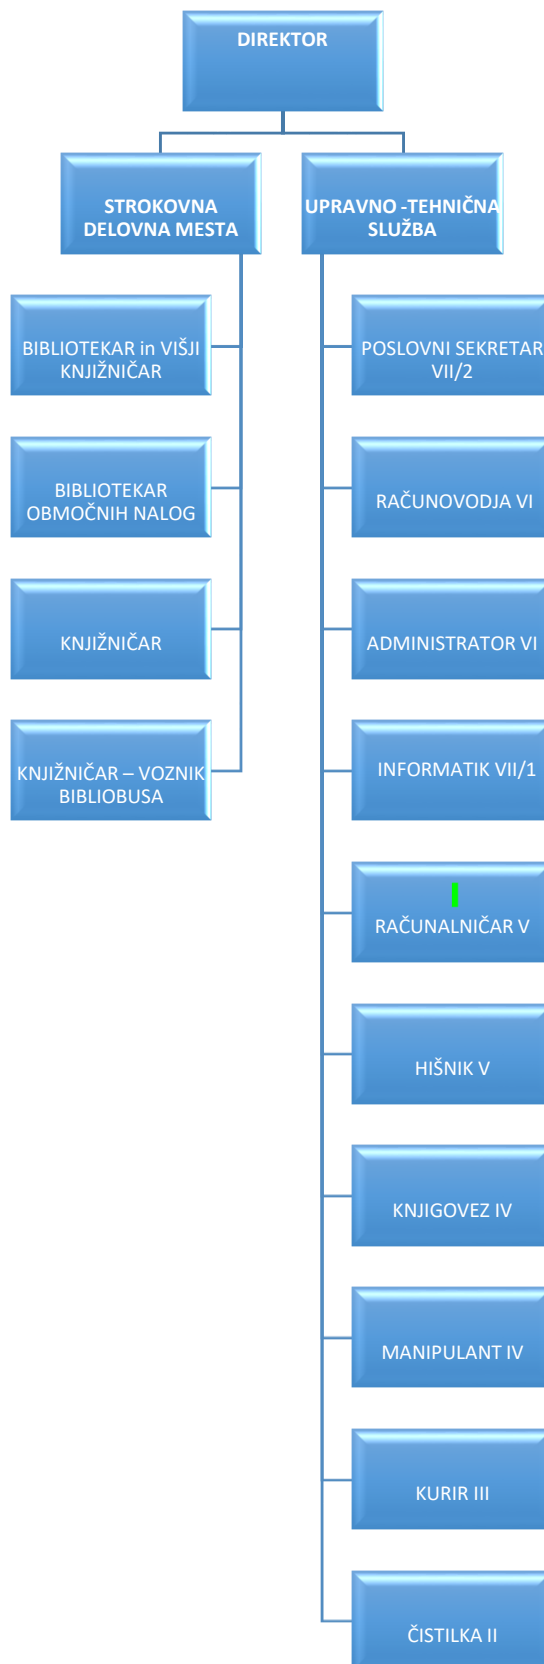 DIREKTOR
STROKOVNA
DELOVNA MESTA
BIBLIOTEKAR in VIŠJI
KNJIŽNIČAR
BIBLIOTEKAR
OBMOČNIH NALOG
KNJIŽNIČAR
KNJIŽNIČAR – VOZNIK
BIBLIOBUSA
UPRAVNO -TEHNIČNA
SLUŽBA
POSLOVNI SEKRETAR
VII/2
RAČUNOVODJA VI
ADMINISTRATOR VI
INFORMATIK VII/1
RAČUNALNIČAR V
HIŠNIK V
KNJIGOVEZ IV
MANIPULANT IV
KURIR III
ČISTILKA II